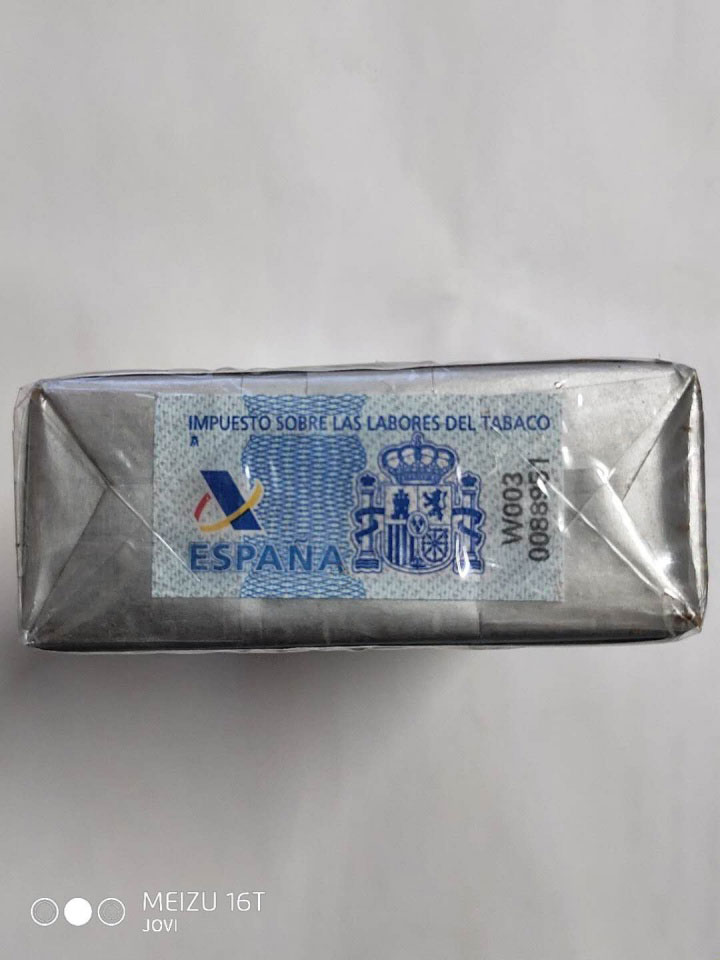 IMPUESTO SOBRE LAS LABORES DEL TABACO
A
ESPAÑA
W003
0088951
MEIZU 16T
JOVI